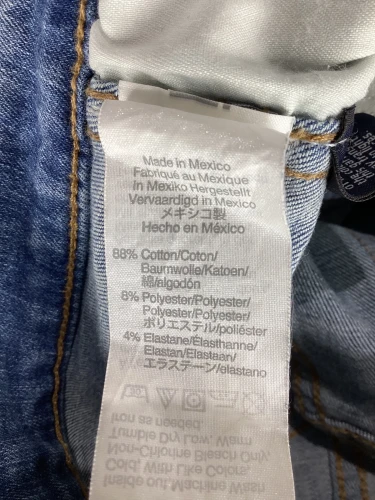 Made in Mexico
Fabriqué au Mexique
In Mexiko Hergestellt
Vervaardigd in Mexico
メキシコ製
Hecho en México
88% Cotton/Coton/
Baumwolle/Katoen/
綿/algodón
8% Polyester/Polyester/
Polyester/Polyester/
ポリエステル/poliéster
4% Elastane/Élasthanne/
Elastan/Elastaan/
エラステーン/elastano
Inside out, Machine Wash
Cold, With Like Colors,
Non-Chlorine Bleach Only,
Tumble Dry Low, Warm
Iron as needed